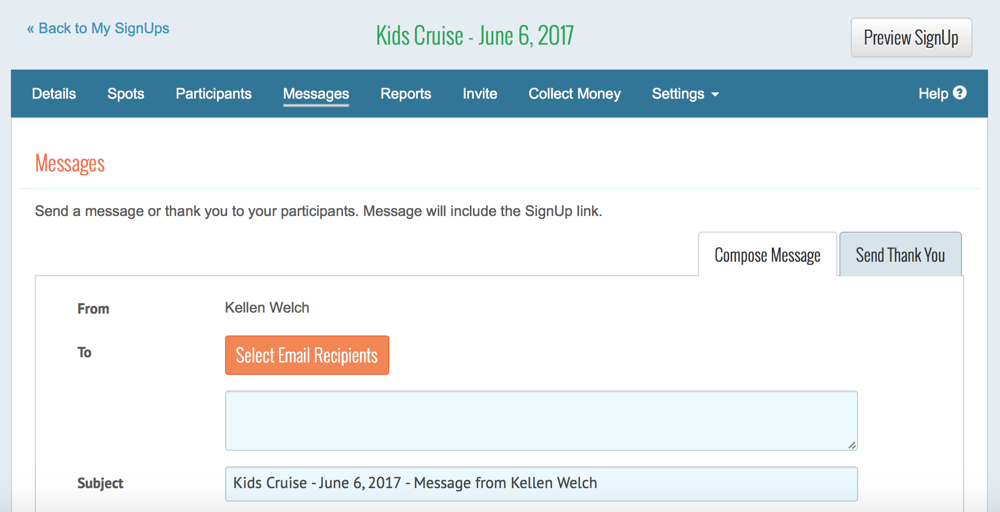 « Back to My SignUps
Kids Cruise - June 6, 2017
Preview SignUp
Details Spots Participants Messages Reports Invite Collect Money Settings Help ?
Messages
Send a message or thank you to your participants. Message will include the SignUp link.
Compose Message Send Thank You
From Kellen Welch
To Select Email Recipients
Subject Kids Cruise - June 6, 2017 - Message from Kellen Welch